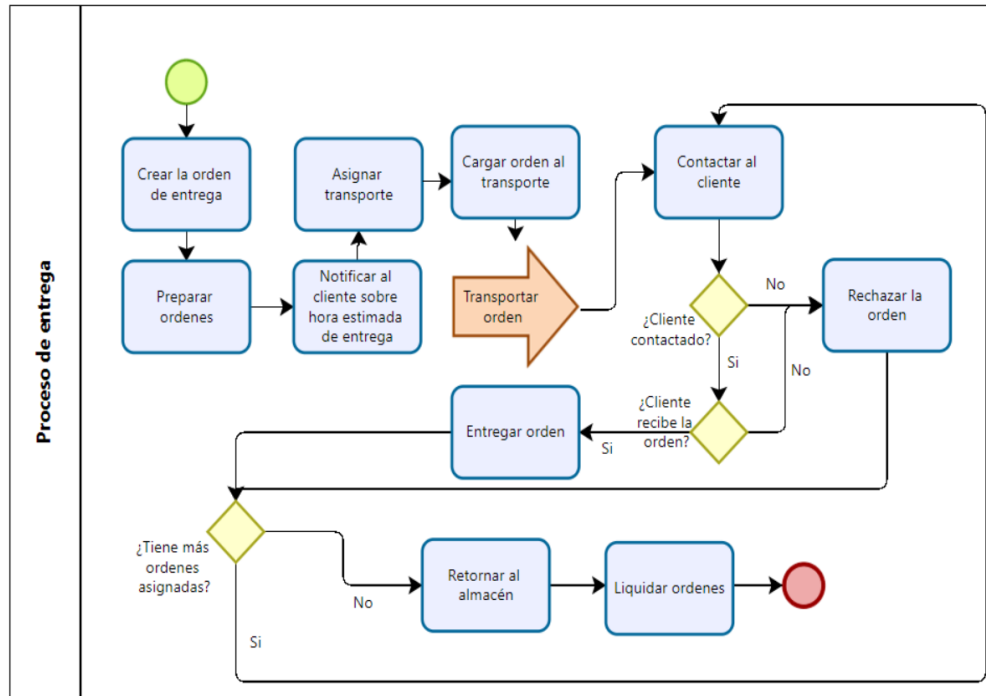 Proceso de entrega
Crear la orden
de entrega
Preparar
ordenes
Notificar al
cliente sobre
hora estimada
de entrega
Asignar
transporte
Cargar orden al
transporte
Transportar
orden
Contactar al
cliente
¿Cliente
contactado?
No
Si
Rechazar la
orden
¿Cliente
recibe la
orden?
No
Si
Entregar orden
¿Tiene más
ordenes
asignadas?
No
Si
Retornar al
almacén
Liquidar ordenes